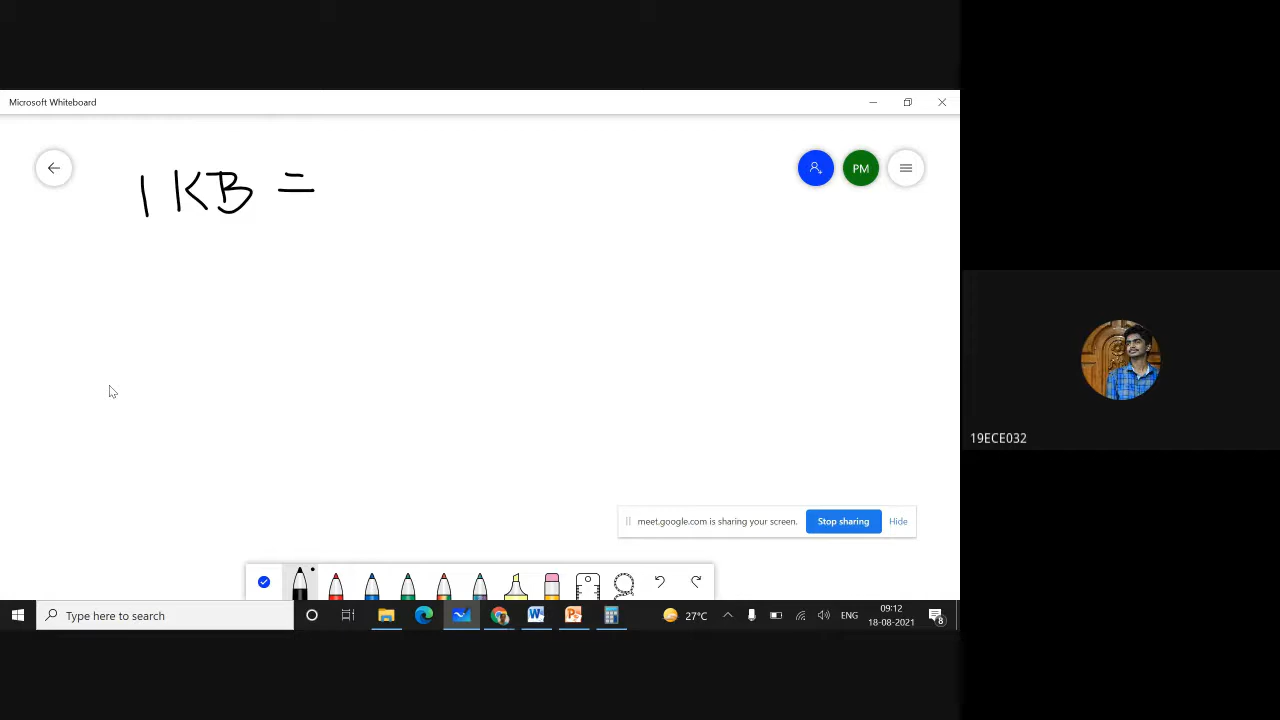 Microsoft Whiteboard
1 KB =
PM
19ECE032
meet.google.com is sharing your screen. Stop sharing Hide
Type here to search
27°C ENG 09:12
18-08-2021
8